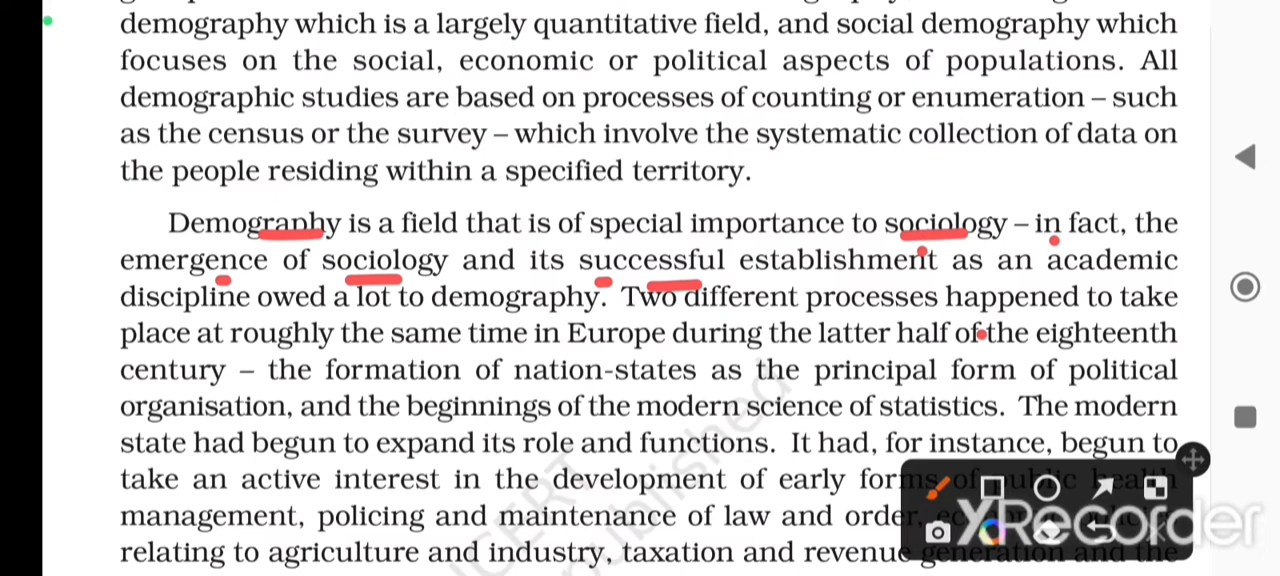 demography which is a largely quantitative field, and social demography which
focuses on the social, economic or political aspects of populations. All
demographic studies are based on processes of counting or enumeration – such
as the census or the survey – which involve the systematic collection of data on
the people residing within a specified territory.
Demography is a field that is of special importance to sociology – in fact, the
emergence of sociology and its successful establishment as an academic
discipline owed a lot to demography. Two different processes happened to take
place at roughly the same time in Europe during the latter half of the eighteenth
century – the formation of nation-states as the principal form of political
organisation, and the beginnings of the modern science of statistics. The modern
state had begun to expand its role and functions. It had, for instance, begun to
take an active interest in the development of early forms of public health
management, policing and maintenance of law and order,
relating to agriculture and industry, taxation and revenue generation and the
NCERT
published
XRecorder